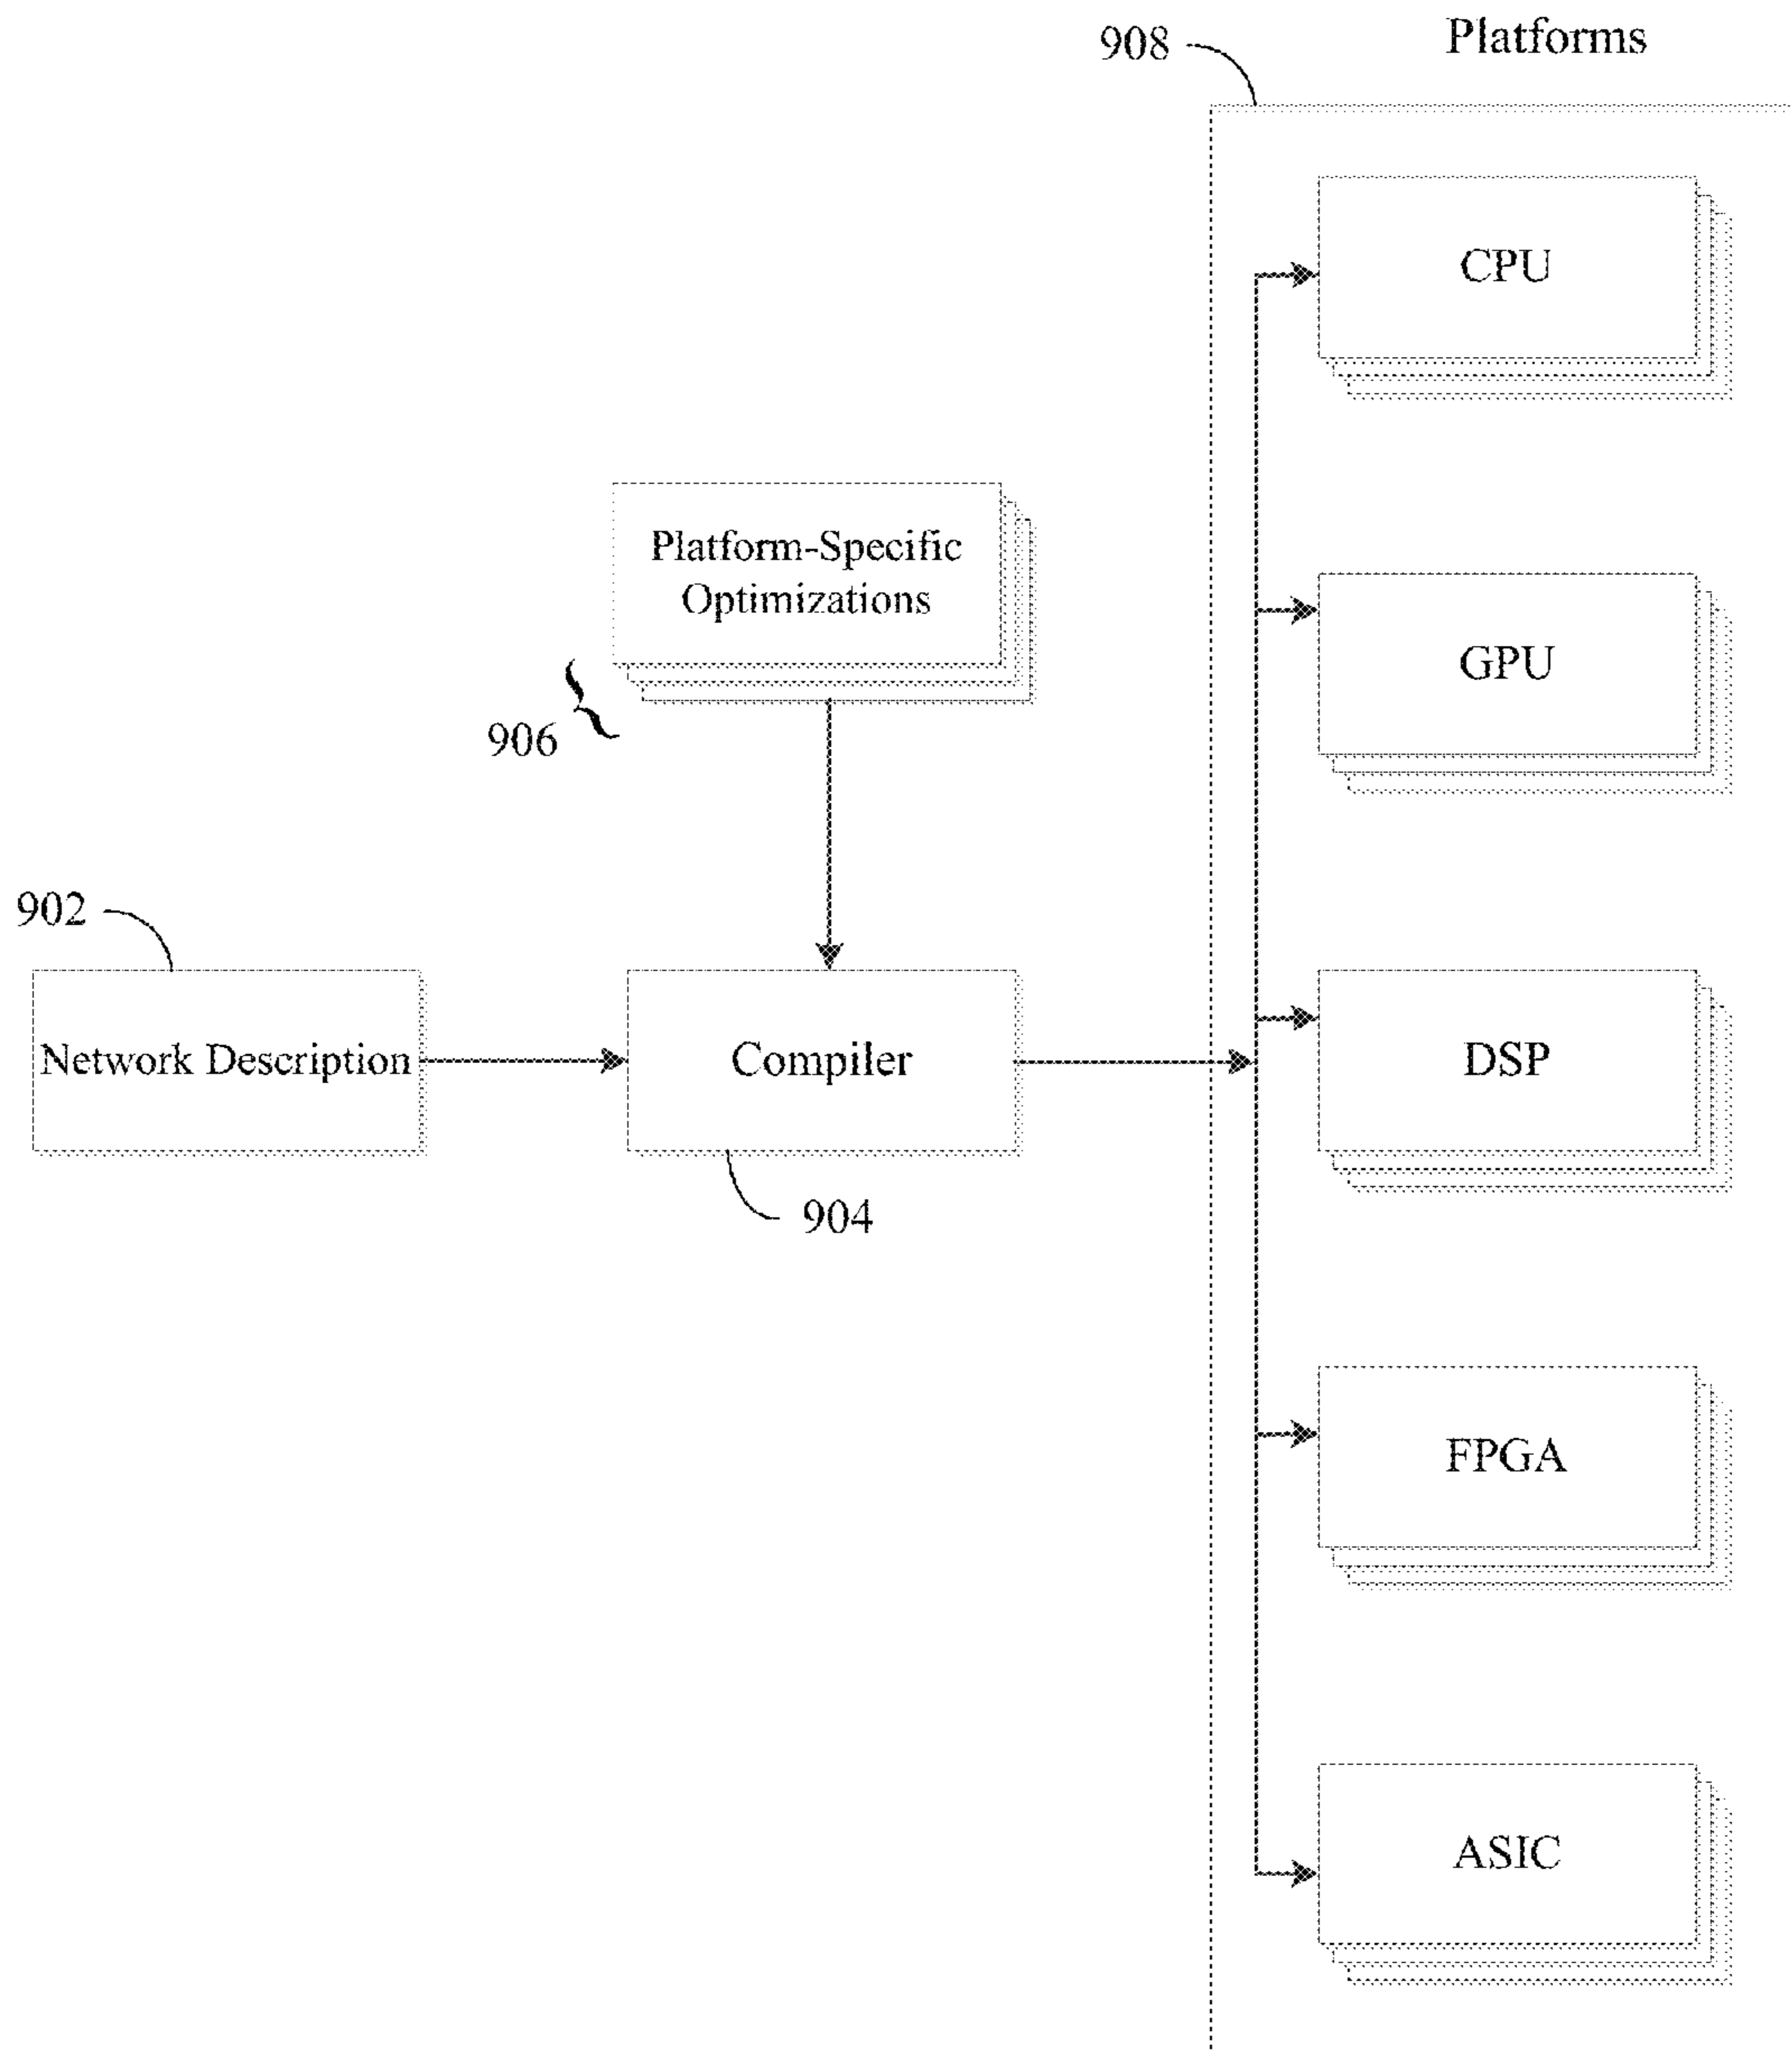 908
Platforms
CPU
Platform-Specific
Optimizations
GPU
906
902
Network Description
Compiler
DSP
904
FPGA
ASIC